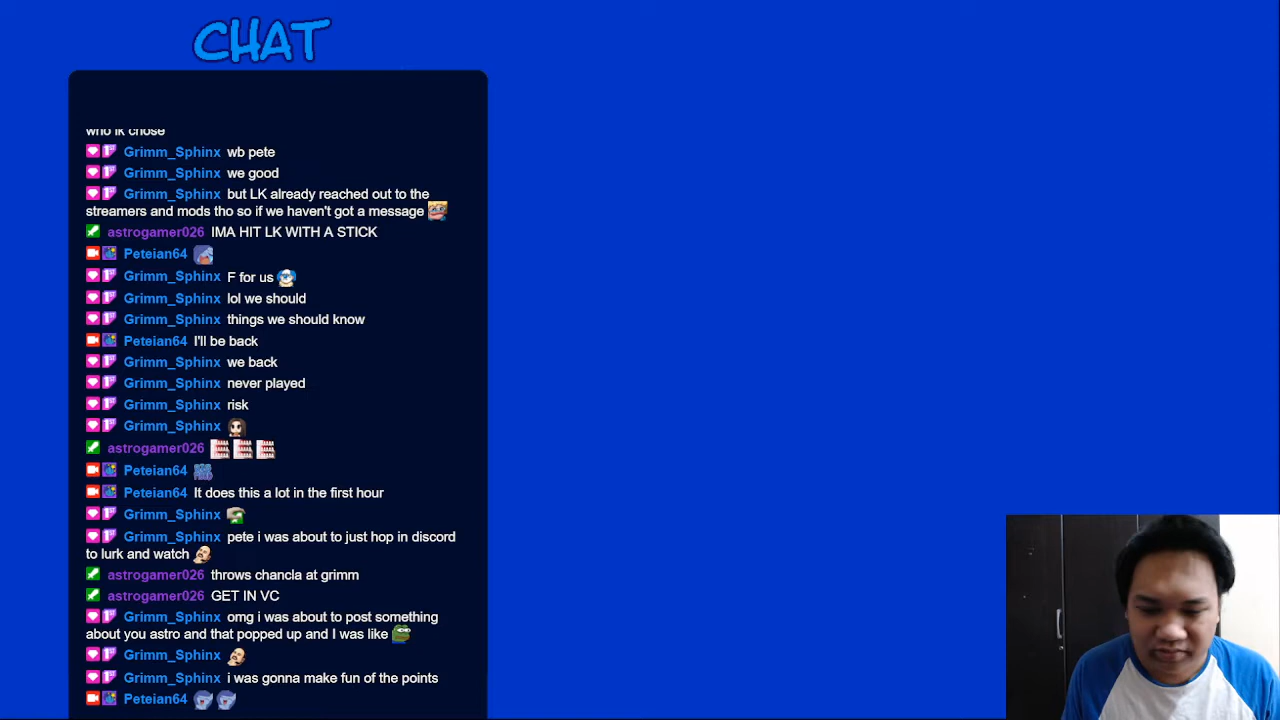 CHAT
who lk chose
Grimm_Sphinx wb pete
Grimm_Sphinx we good
Grimm_Sphinx but LK already reached out to the
streamers and mods tho so if we haven't got a message
astrogamer026 IMA HIT LK WITH A STICK
Peteian64
Grimm_Sphinx F for us
Grimm_Sphinx lol we should
Grimm_Sphinx things we should know
Peteian64 I'll be back
Grimm_Sphinx we back
Grimm_Sphinx never played
Grimm_Sphinx risk
Grimm_Sphinx
astrogamer026
Peteian64
Peteian64 It does this a lot in the first hour
Grimm_Sphinx
Grimm_Sphinx pete i was about to just hop in discord
to lurk and watch
astrogamer026 throws chancla at grimm
astrogamer026 GET IN VC
Grimm_Sphinx omg i was about to post something
about you astro and that popped up and I was like
Grimm_Sphinx
Grimm_Sphinx i was gonna make fun of the points
Peteian64